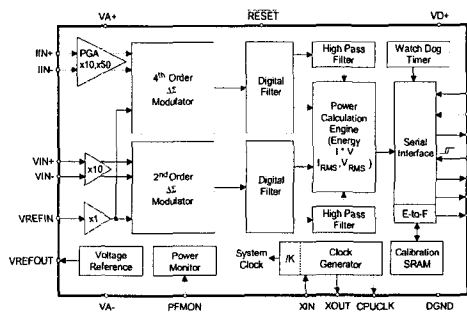 VA+
RESET
VD+
IIN+
IIN-
PGA
x10,x50
4th Order
ΔΣ
Modulator
Digital
Filter
High Pass
Filter
Watch Dog
Timer
Power
Calculation
Engine
(Energy
I * V
IRMS, VRMS)
Serial
Interface
E-to-F
VIN+
VIN-
x10
2nd Order
ΔΣ
Modulator
Digital
Filter
High Pass
Filter
VREFIN
x1
VREFOUT
Voltage
Reference
Power
Monitor
System
Clock
/K
Clock
Generator
Calibration
SRAM
VA-
PFMON
XIN
XOUT
CPUCLK
DGND